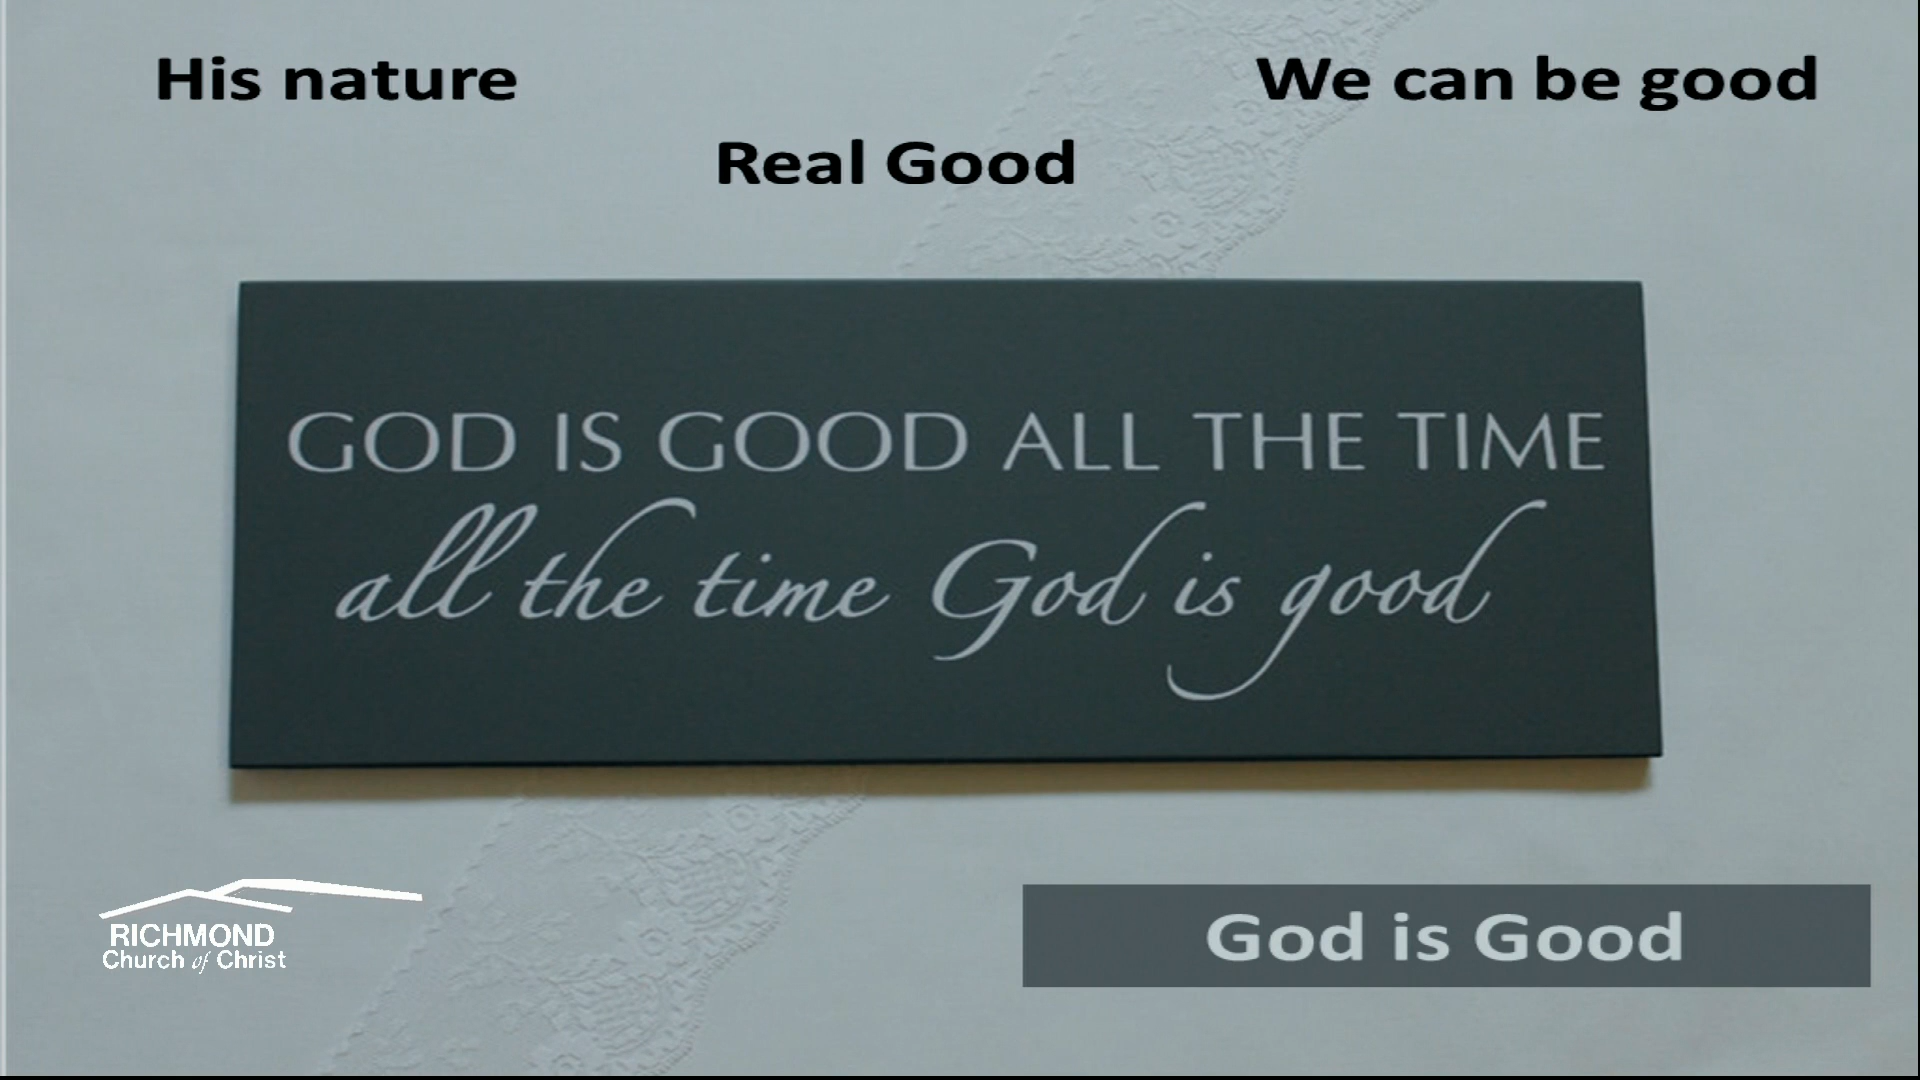 His nature
We can be good
Real Good
GOD IS GOOD ALL THE TIME
all the time God is good
RICHMOND
Church of Christ
God is Good